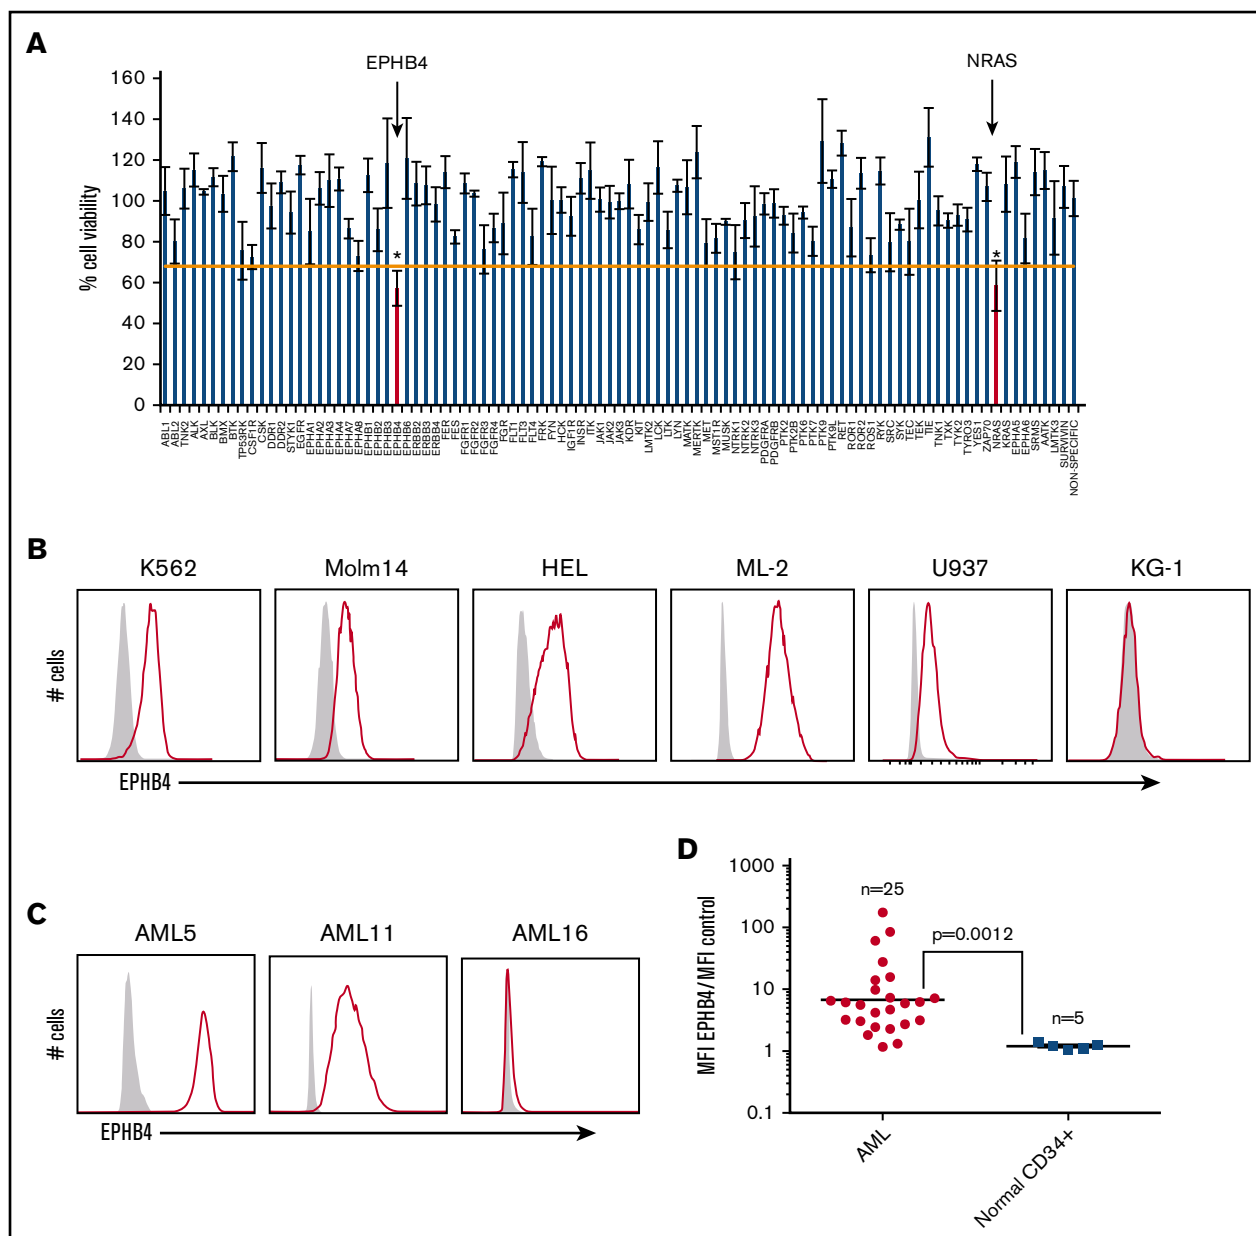 A
EPHB4
NRAS
% cell viability
160
140
120
100
80
60
40
20
0
*
*
ABL1
ABL2
TNK2
ALK
AXL
BLK
BMX
BTK
TP53RK
CSF1R
CSK
DDR1
DDR2
STYK1
EGFR
EPHA1
EPHA2
EPHA3
EPHA4
EPHA7
EPHA8
EPHB1
EPHB2
EPHB3
EPHB4
EPHB6
ERBB2
ERBB3
ERBB4
FER
FES
FGFR1
FGFR2
FGFR3
FGFR4
FGR
FLT1
FLT3
FLT4
FRK
FYN
HCK
IGF1R
INSR
ITK
JAK1
JAK2
JAK3
KDR
KIT
LMTK2
LCK
LTK
LYN
MATK
MERTK
MET
MST1R
MUSK
NTRK1
NTRK2
NTRK3
PDGFRA
PDGFRB
PTK2
PTK2B
PTK6
PTK7
PTK9
PTK9L
RET
ROR1
ROR2
ROS1
RYK
SRC
SYK
TEC
TEK
TIE
TNK1
TXK
TYK2
TYRO3
YES1
ZAP70
NRAS
KRAS
EPHA5
EPHA6
SRMS
AATK
LMTK3
SURVIVIN
NON-SPECIFIC
B
K562
Molm14
HEL
ML-2
U937
KG-1
# cells
EPHB4
C
AML5
AML11
AML16
# cells
EPHB4
D
MFI EPHB4/MFI control
1000
100
10
1
0.1
n=25
p=0.0012
n=5
AML
Normal CD34+